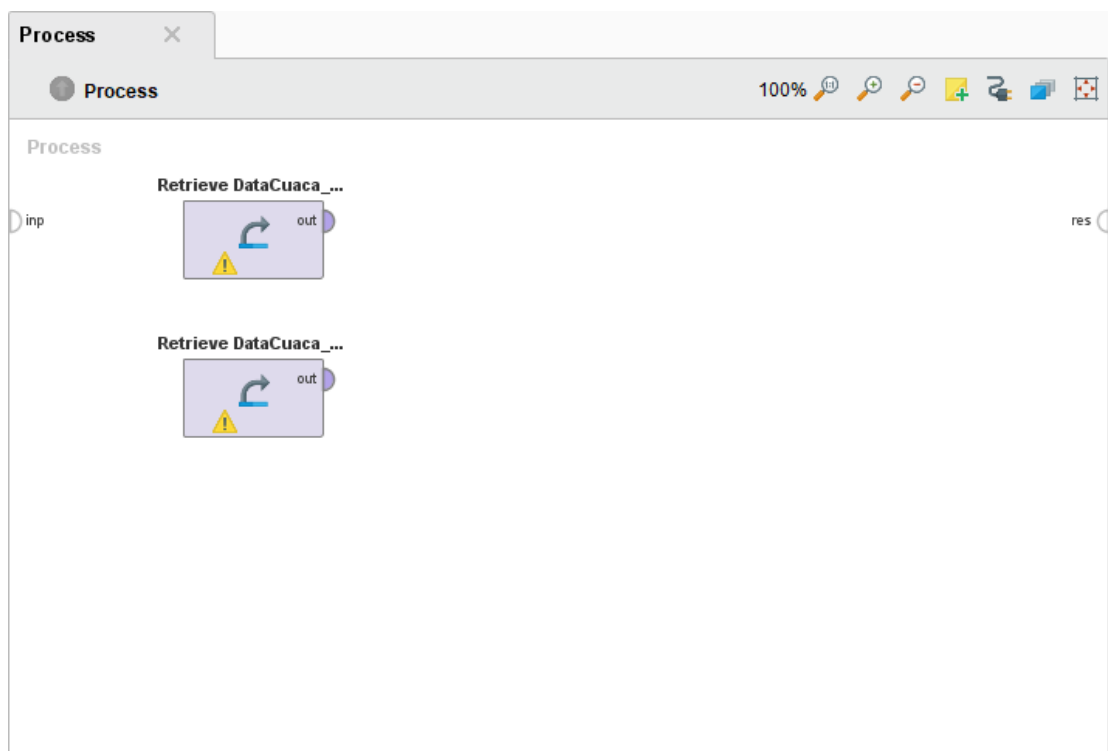 Process
Process
100%
Process
Retrieve DataCuaca_...
inp
out
res
Retrieve DataCuaca_...
out